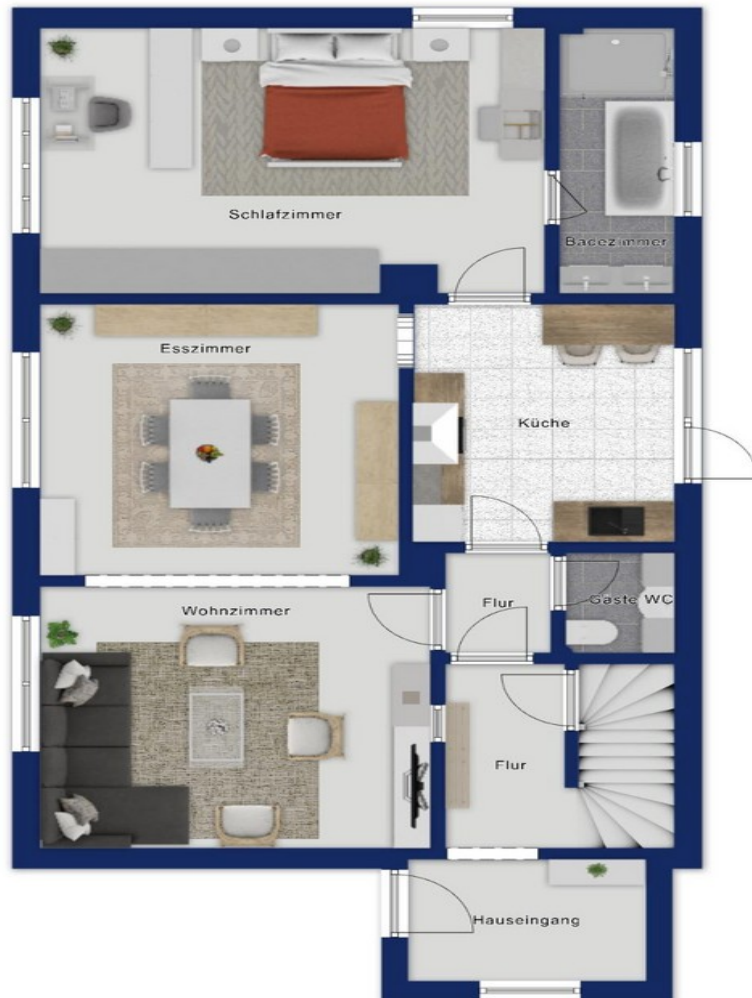 Schlafzimmer
Badezimmer
Esszimmer
Küche
Wohnzimmer
Flur
Gäste WC
Flur
Hauseingang